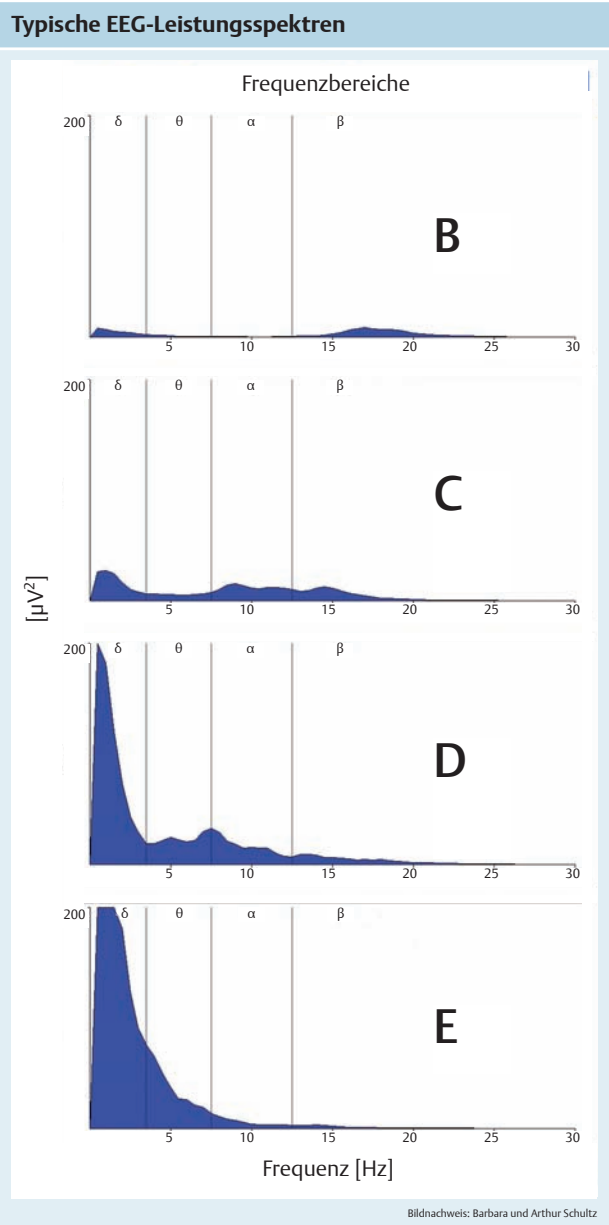 Typische EEG-Leistungsspektren
Frequenzbereiche
200 δ θ α β
B
5 10 15 20 25 30
200 δ θ α β
C
5 10 15 20 25 30
[µV²]
200 δ θ α β
D
5 10 15 20 25 30
200 δ θ α β
E
5 10 15 20 25 30
Frequenz [Hz]
Bildnachweis: Barbara und Arthur Schultz